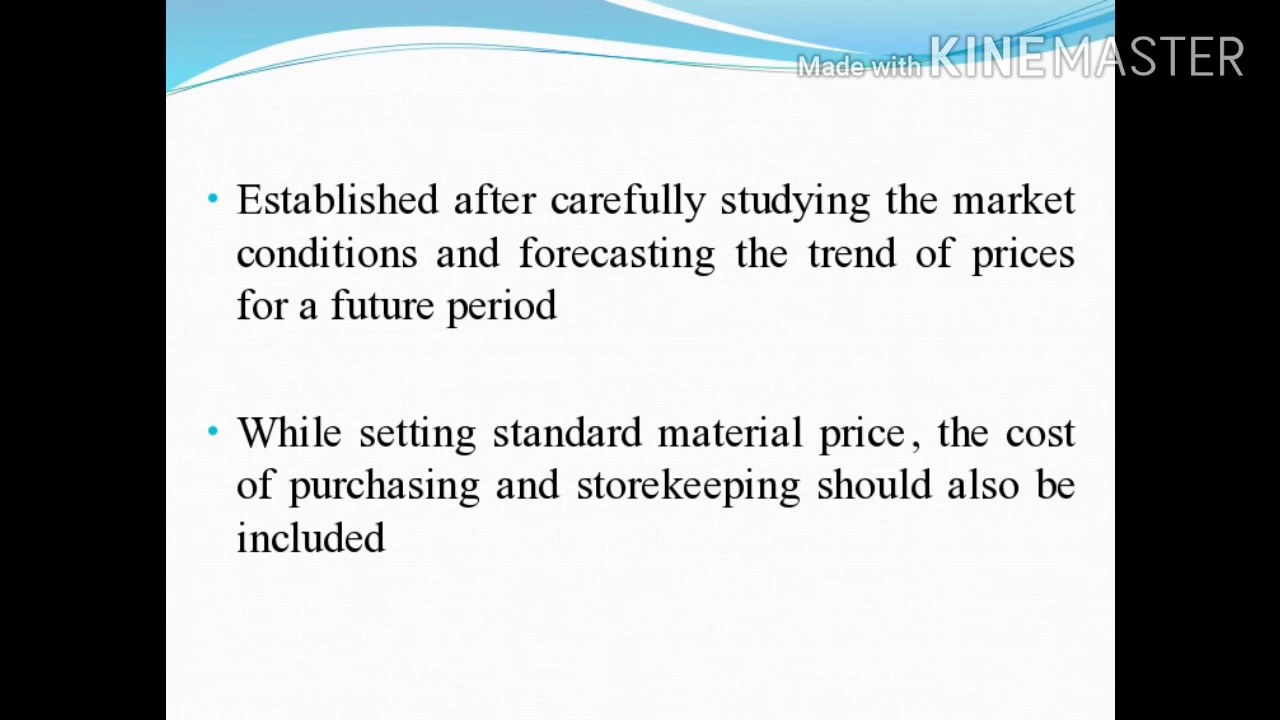 Made with KINEMASTER
• Established after carefully studying the market
conditions and forecasting the trend of prices
for a future period
• While setting standard material price, the cost
of purchasing and storekeeping should also be
included